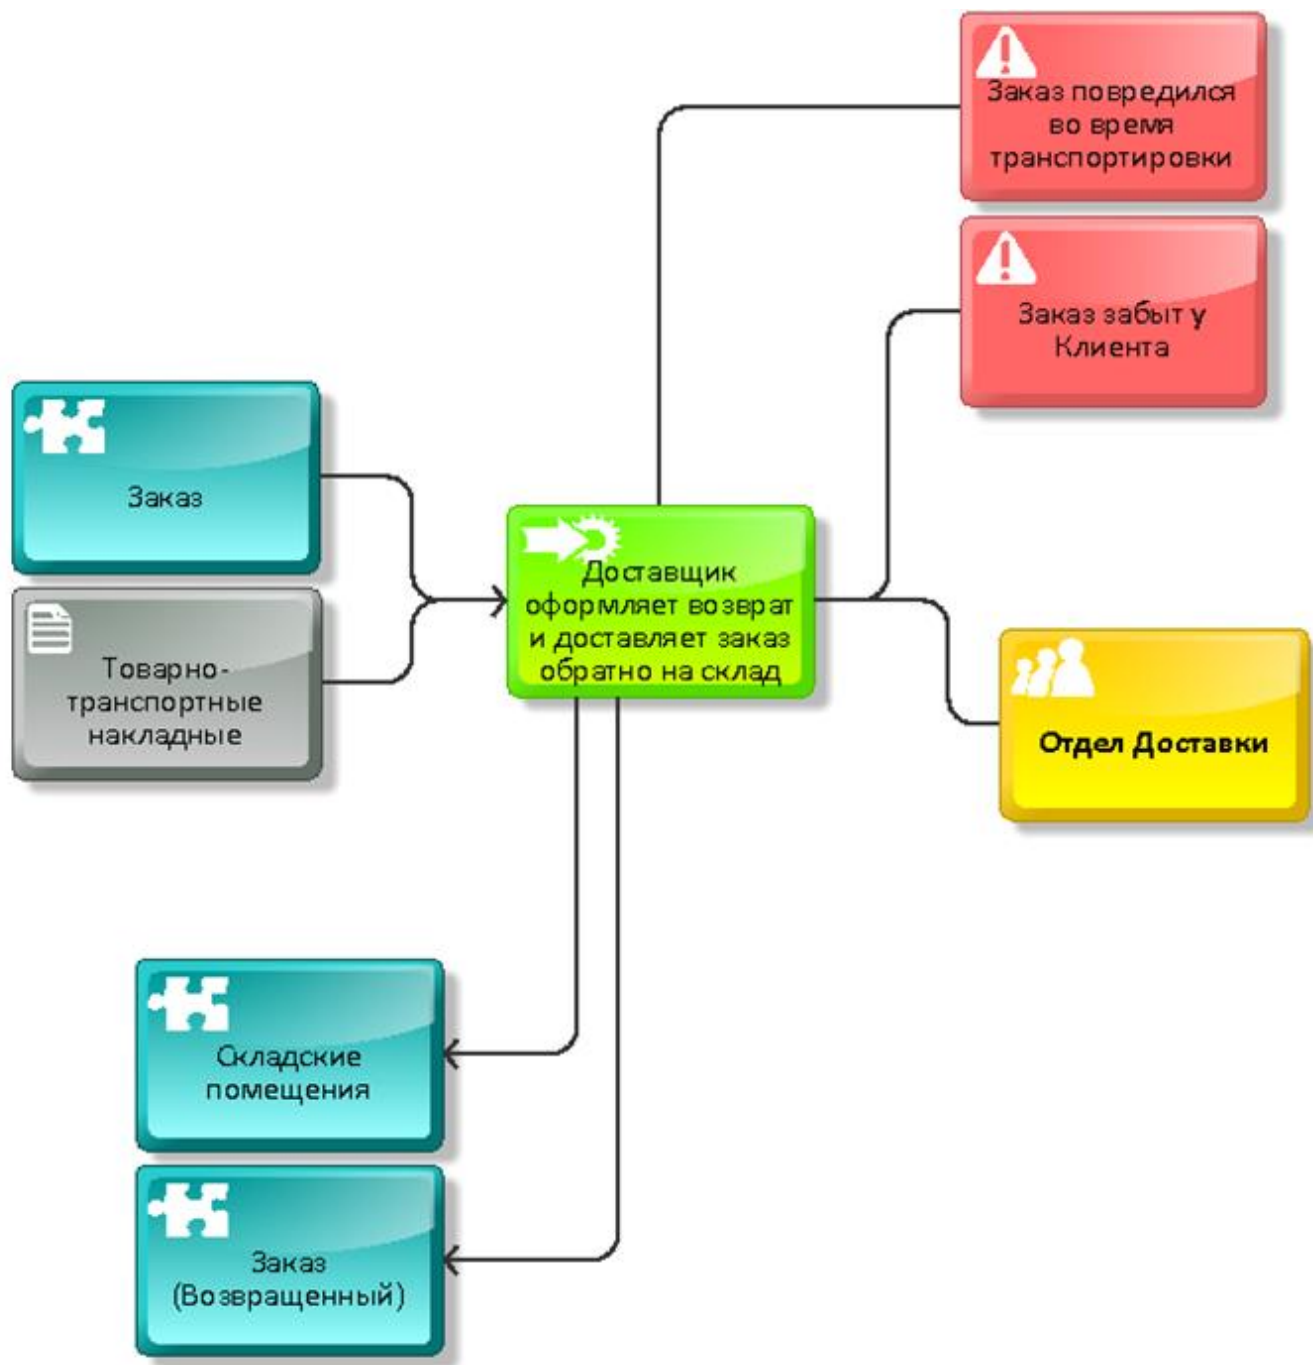 Заказ повредился
во время
транспортировки
Заказ забыт у
Клиента
Заказ
Товарно-
транспортные
накладные
Доставщик
оформляет возврат
и доставляет заказ
обратно на склад
Отдел Доставки
Складские
помещения
Заказ
(Возвращенный)